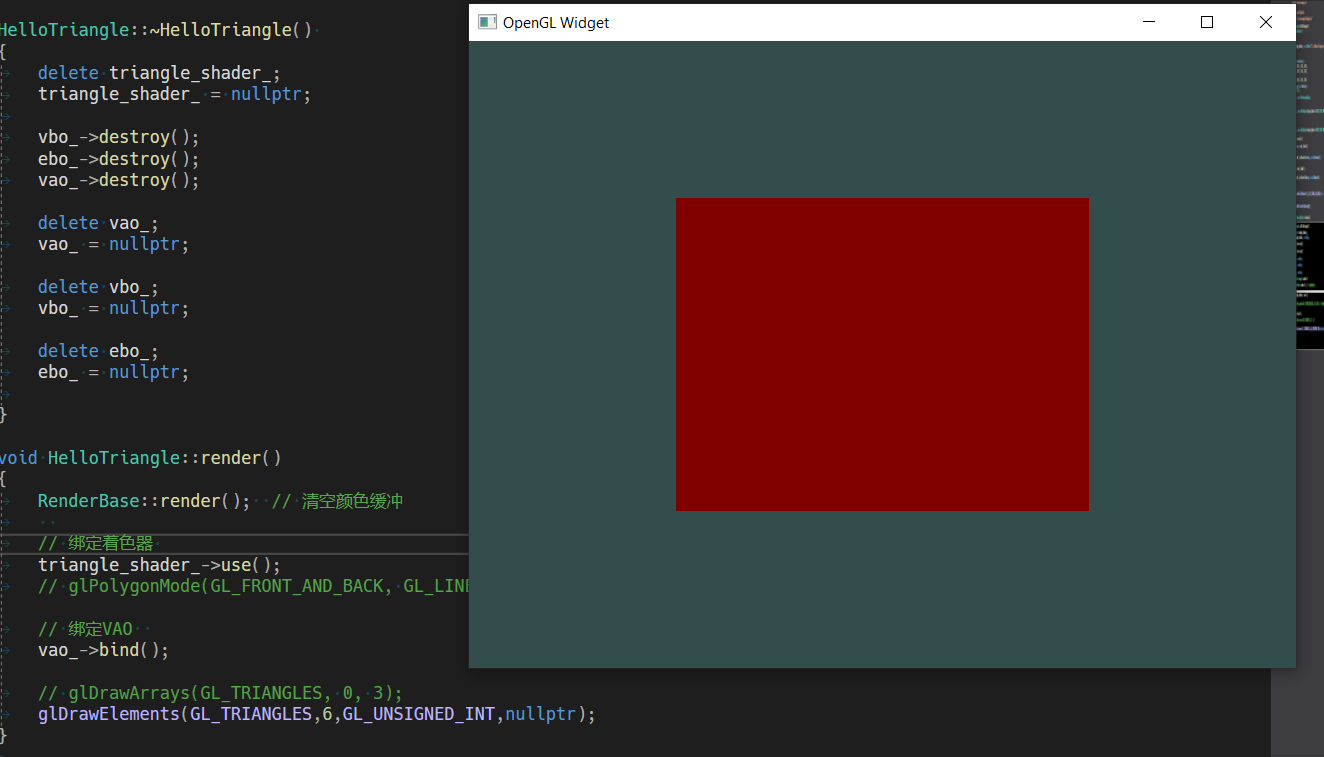 HelloTriangle::~HelloTriangle()
{
delete triangle_shader_;
triangle_shader_ = nullptr;
vbo_->destroy();
ebo_->destroy();
vao_->destroy();
delete vao_;
vao_ = nullptr;
delete vbo_;
vbo_ = nullptr;
delete ebo_;
ebo_ = nullptr;
}
void HelloTriangle::render()
{
RenderBase::render(); // 清空颜色缓冲
// 绑定着色器
triangle_shader_->use();
// glPolygonMode(GL_FRONT_AND_BACK, GL_LINE
// 绑定VAO
vao_->bind();
// glDrawArrays(GL_TRIANGLES, 0, 3);
glDrawElements(GL_TRIANGLES,6,GL_UNSIGNED_INT,nullptr);
}
OpenGL Widget